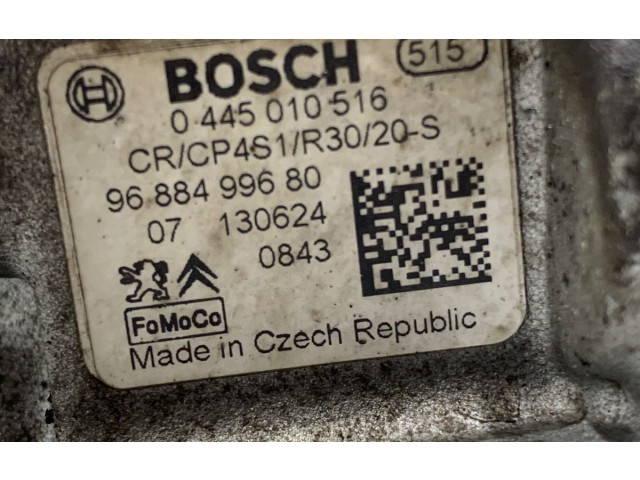 BOSCH 515
0 445 010 516
CR/CP4S1/R30/20-S
96 884 996 80
07 130624
0843
FoMoCo
Made in Czech Republic